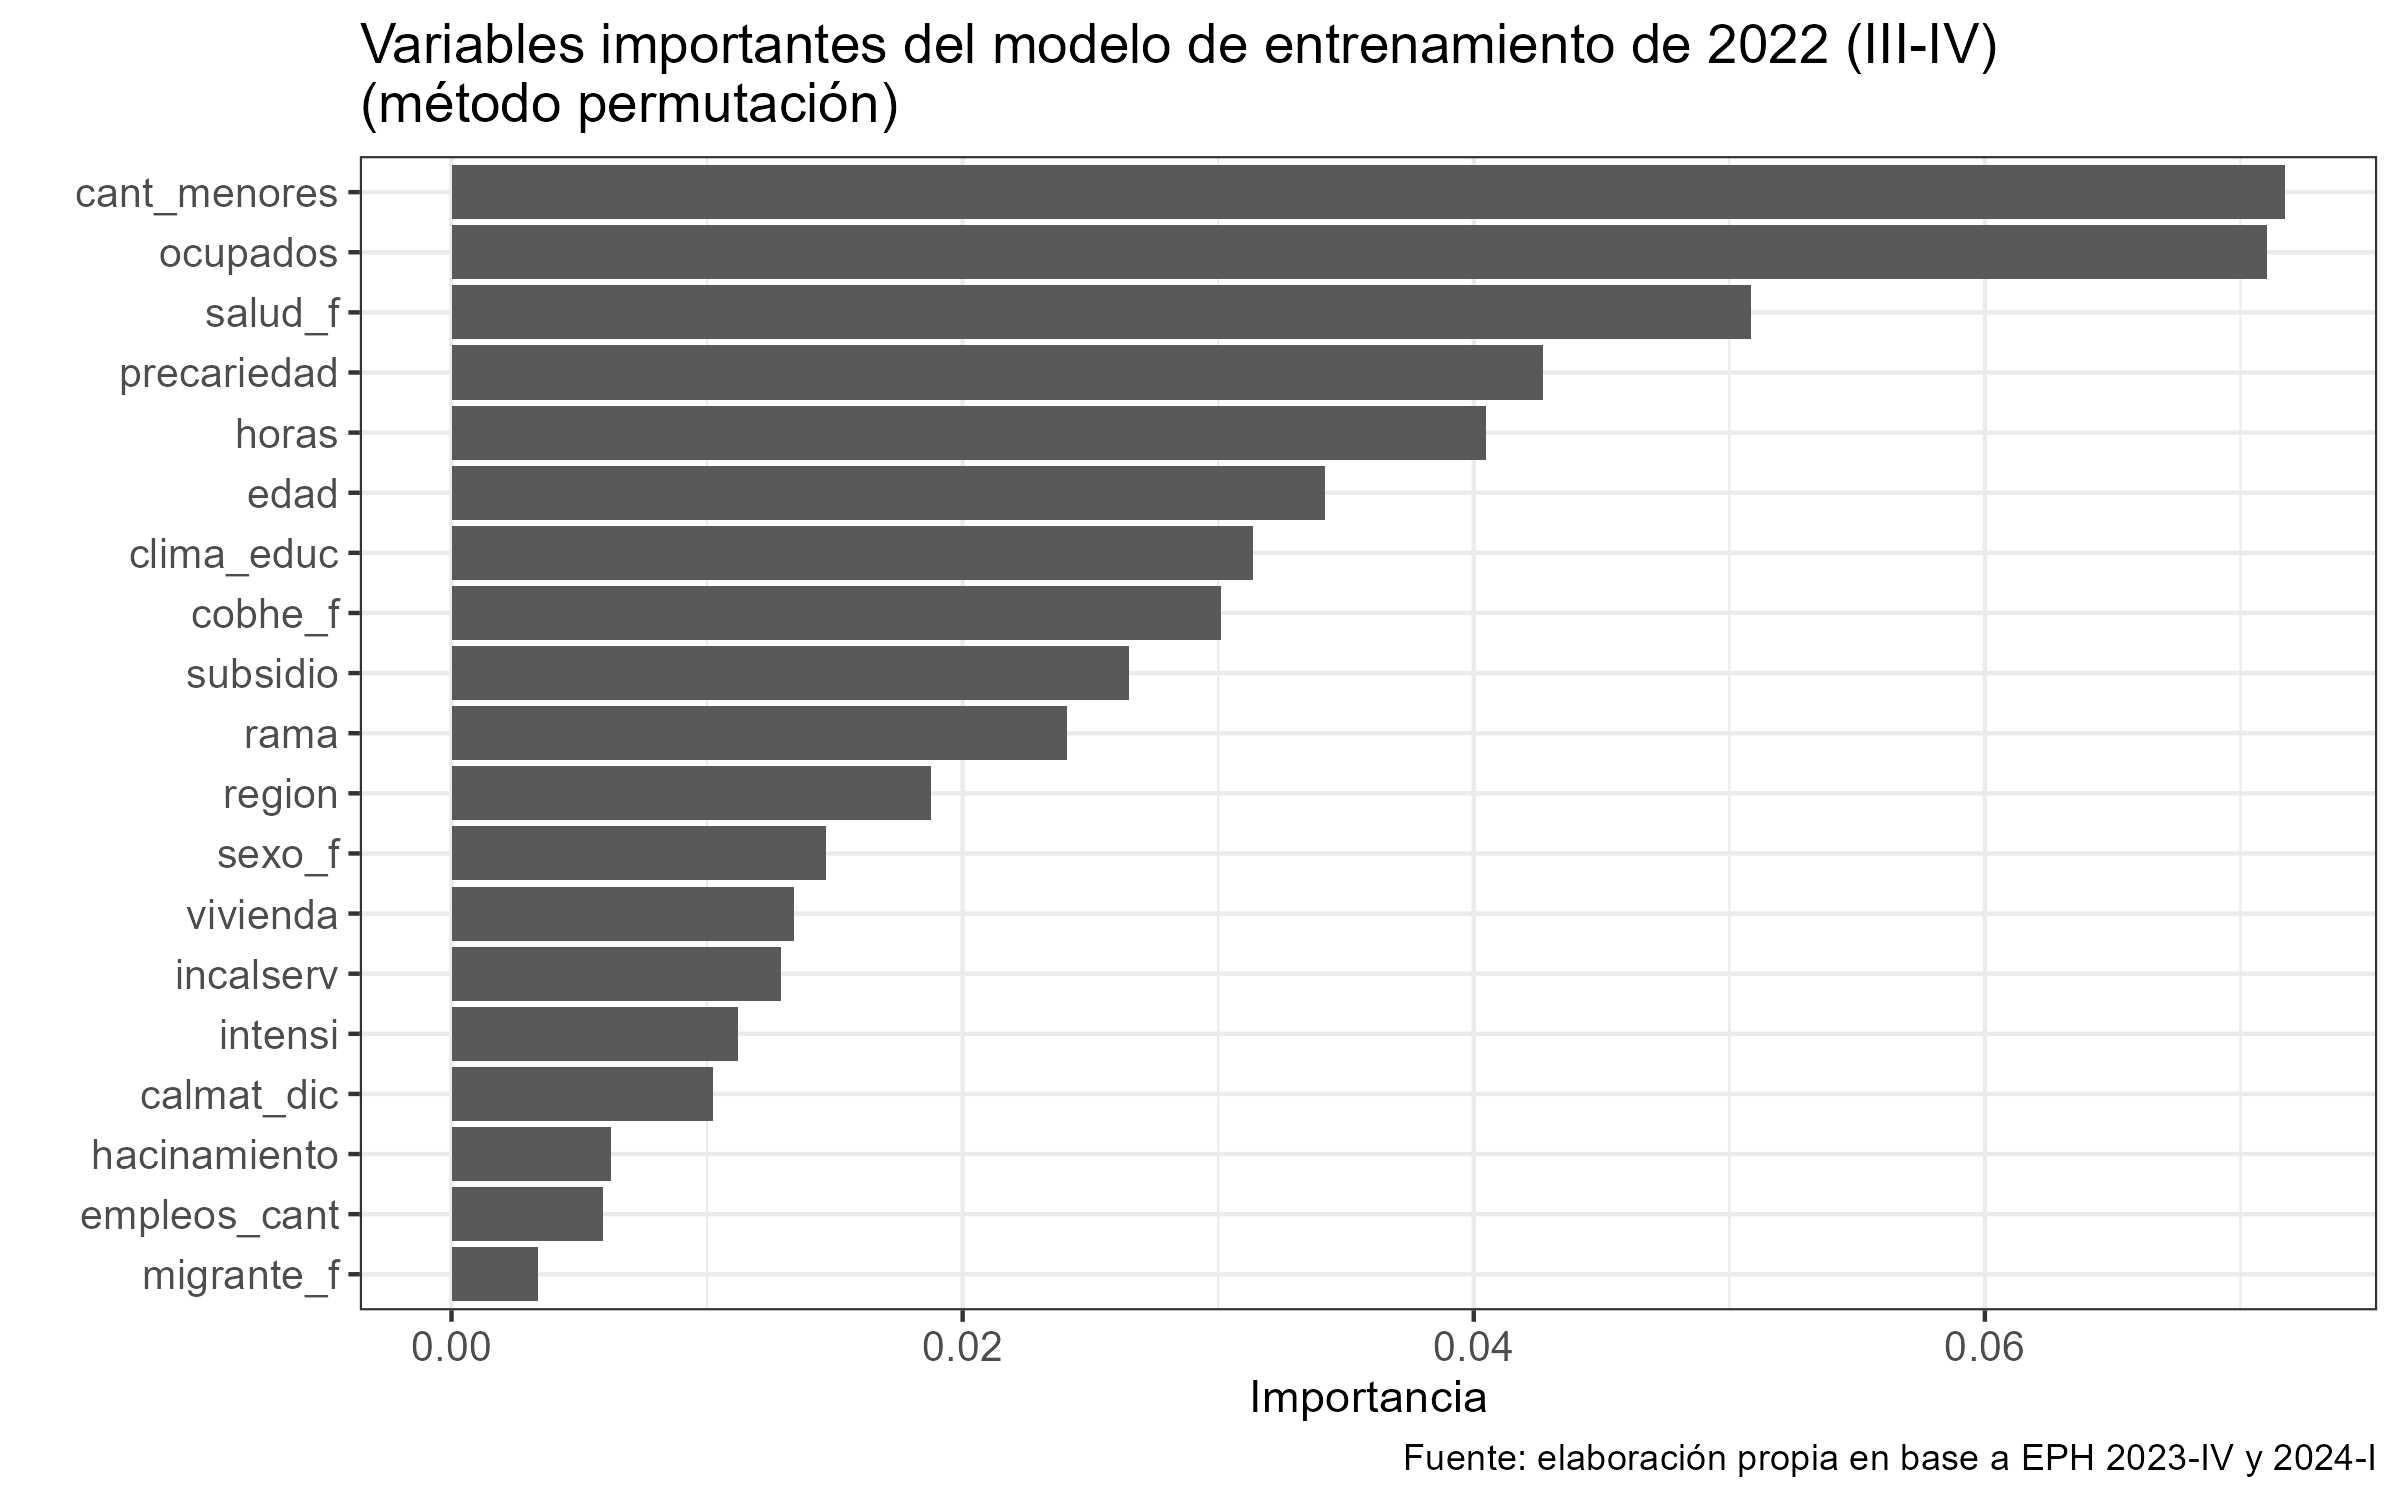 Variables importantes del modelo de entrenamiento de 2022 (III-IV)
(método permutación)
cant_menores
ocupados
salud_f
precariedad
horas
edad
clima_educ
cobhe_f
subsidio
rama
region
sexo_f
vivienda
incalserv
intensi
calmat_dic
hacinamiento
empleos_cant
migrante_f
0.00 0.02 0.04 0.06
Importancia
Fuente: elaboración propia en base a EPH 2023-IV y 2024-I